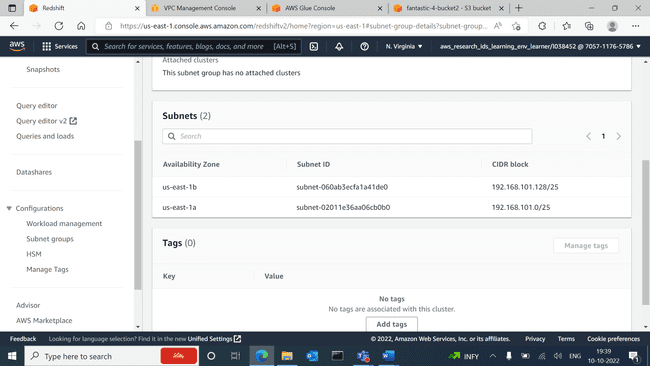 Redshift
VPC Management Console
AWS Glue Console
fantastic-4-bucket2 - S3 bucket
https://us-east-1.console.aws.amazon.com/redshiftv2/home?region=us-east-1#subnet-group-details?subnet-group...
aws
Services
Search for services, features, blogs, docs, and more
[Alt+S]
N. Virginia
aws_research_ids_learning_env_learner/l038452 @ 7057-1176-5786
Snapshots
Query editor
Query editor v2
Queries and loads
Datashares
Configurations
Workload management
Subnet groups
HSM
Manage Tags
Advisor
AWS Marketplace
Attached clusters
This subnet group has no attached clusters
Subnets (2)
Search
1
Availability Zone Subnet ID CIDR block
us-east-1b subnet-060ab3ecfa1a41de0 192.168.101.128/25
us-east-1a subnet-02011e36aa06cb0b0 192.168.101.0/25
Tags (0)
Manage tags
Key Value
No tags
No tags are associated with this cluster.
Add tags
Feedback
Looking for language selection? Find it in the new Unified Settings
© 2022, Amazon Web Services, Inc. or its affiliates.
Privacy Terms Cookie preferences
Type here to search
INFY
ENG
19:39
10-10-2022
1